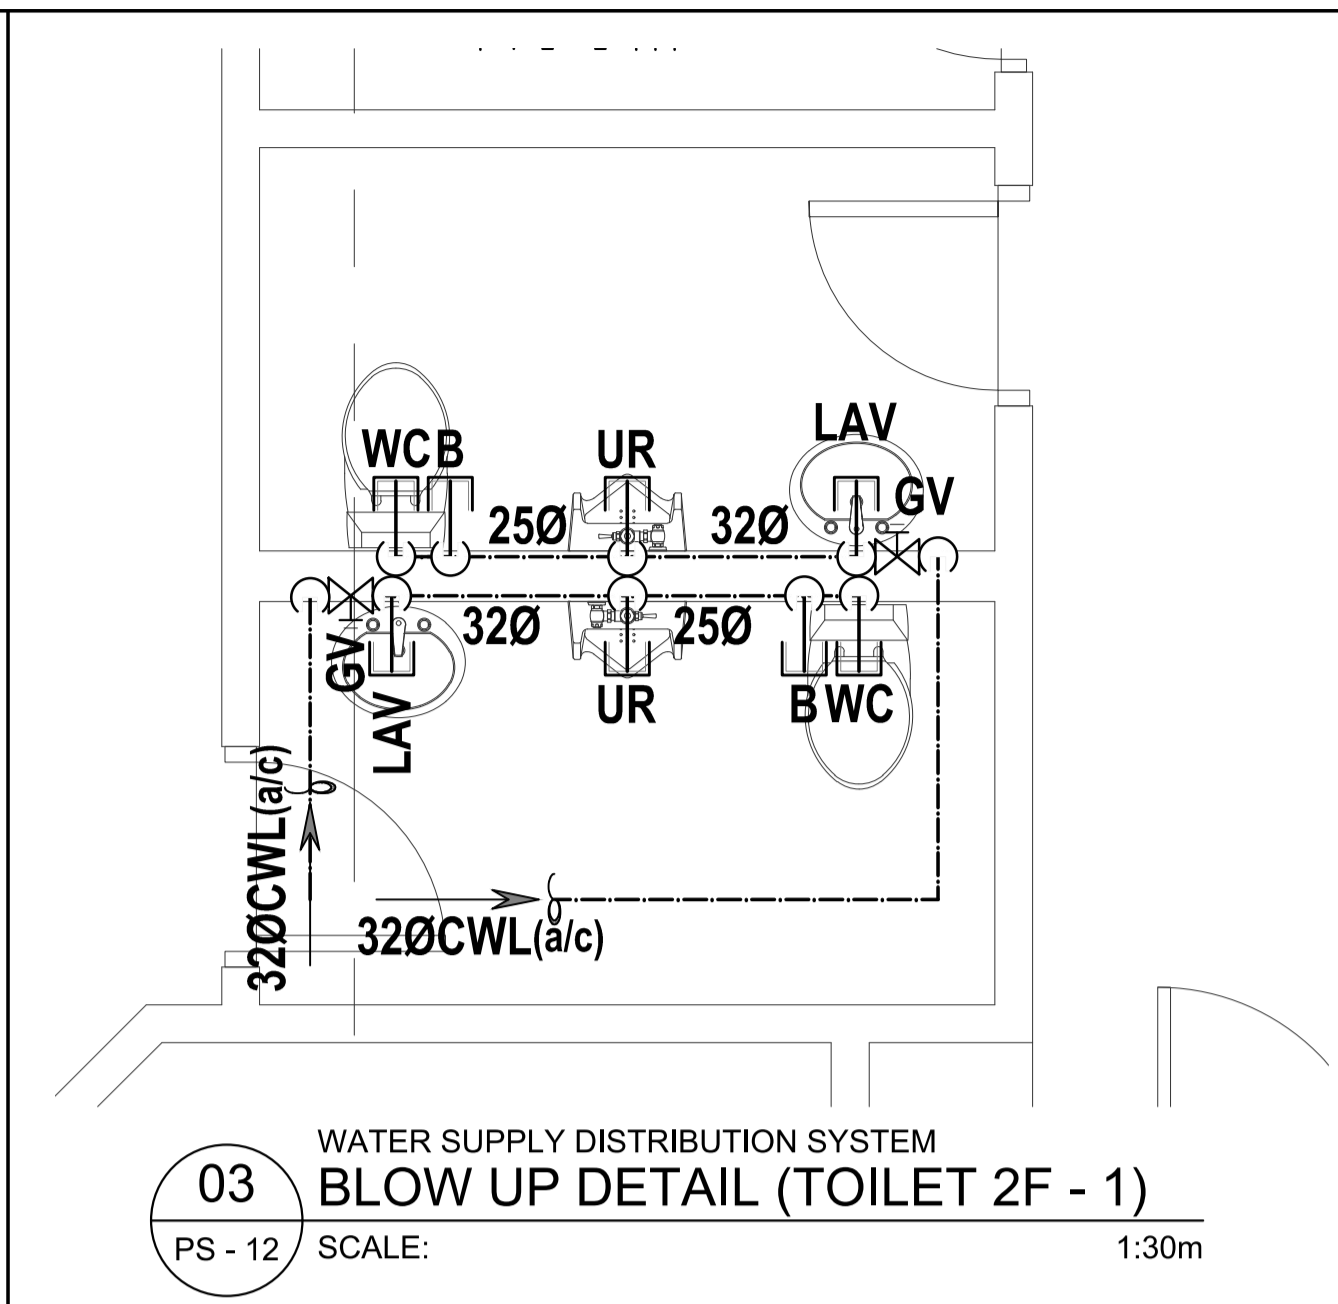 LAV
WC B
UR
GV
25Ø
32Ø
32Ø
25Ø
GV
LAV
UR
B WC
32ØCWL(a/c)
32ØCWL(a/c)
WATER SUPPLY DISTRIBUTION SYSTEM
03
BLOW UP DETAIL (TOILET 2F - 1)
PS - 12
SCALE:
1:30m